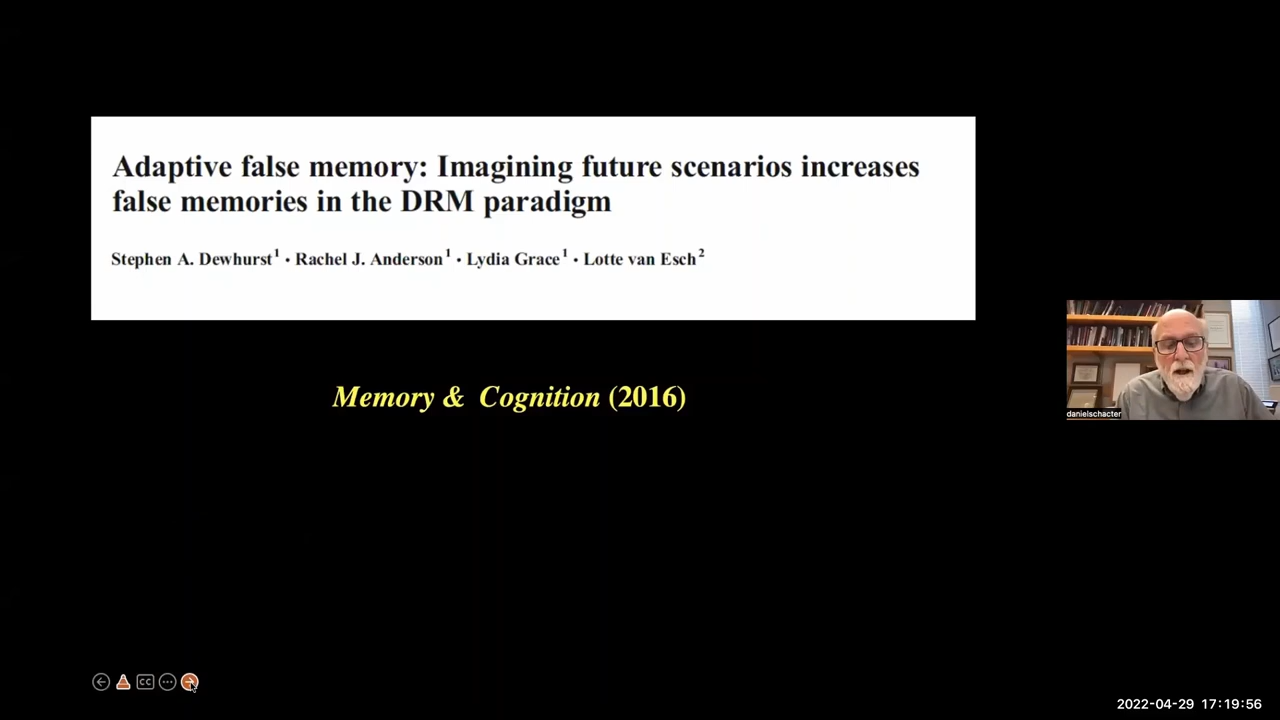 Adaptive false memory: Imagining future scenarios increases
false memories in the DRM paradigm
Stephen A. Dewhurst1 • Rachel J. Anderson1 • Lydia Grace1 • Lotte van Esch2
Memory &  Cognition (2016)
danielschacter
CC
2022-04-29 17:19:56